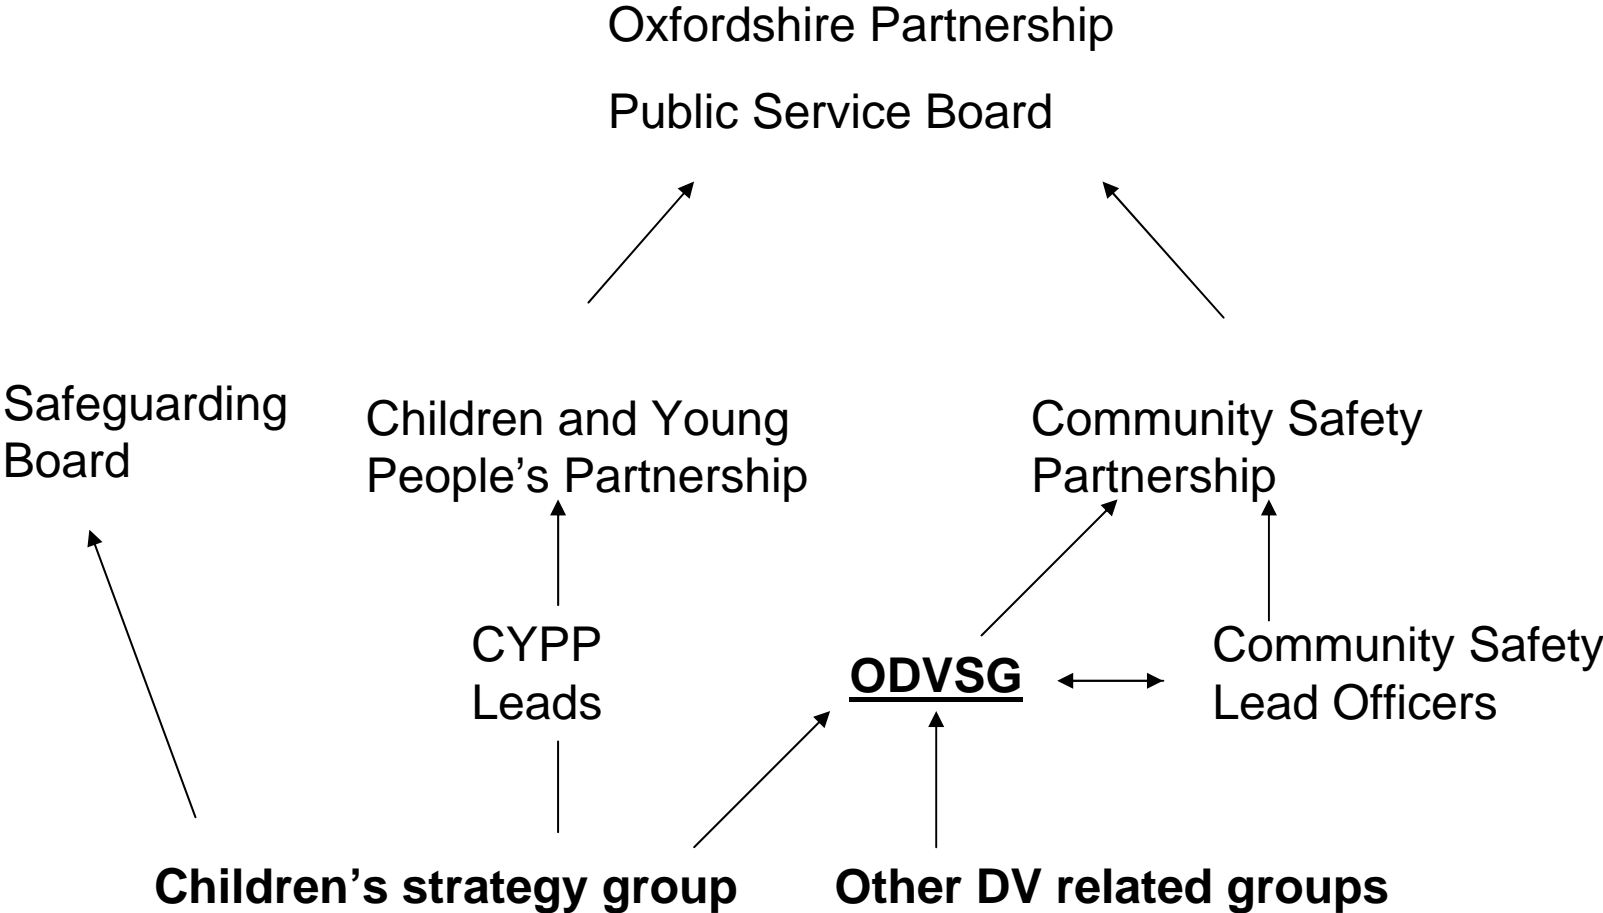 Oxfordshire Partnership
Public Service Board
Safeguarding
Board
Children and Young
People’s Partnership
Community Safety
Partnership
CYPP
Leads
ODVSG
Community Safety
Lead Officers
Children’s strategy group
Other DV related groups